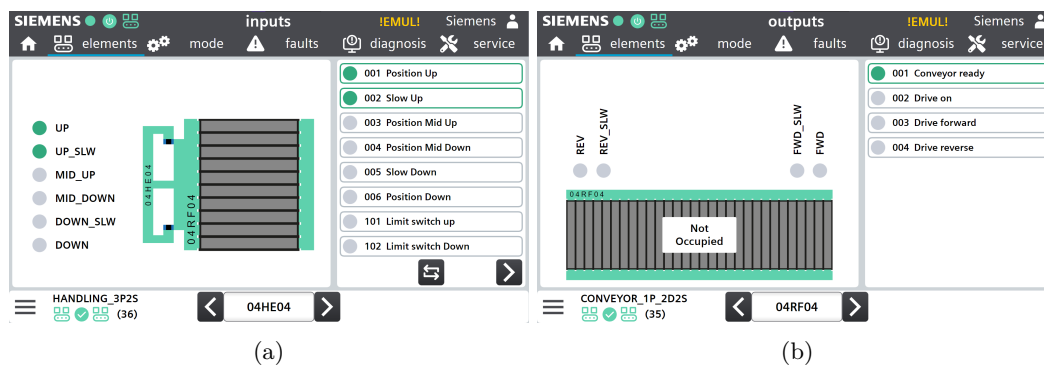 SIEMENS inputs !EMUL! Siemens
elements mode faults diagnosis service
UP
UP_SLW
MID_UP
MID_DOWN
DOWN_SLW
DOWN
04HE04
04RF04
001 Position Up
002 Slow Up
003 Position Mid Up
004 Position Mid Down
005 Slow Down
006 Position Down
101 Limit switch up
102 Limit switch Down
HANDLING_3P2S
(36)
04HE04
(a)
SIEMENS outputs !EMUL! Siemens
elements mode faults diagnosis service
REV
REV_SLW
FWD_SLW
FWD
04RF04
Not
Occupied
001 Conveyor ready
002 Drive on
003 Drive forward
004 Drive reverse
CONVEYOR_1P_2D2S
(35)
04RF04
(b)